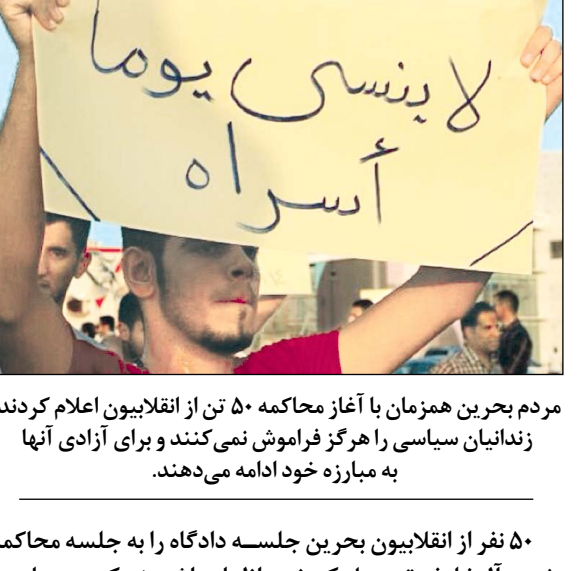 لا ينسى يوما
أسراه
مردم بحرین همزمان با آغاز محاکمه ۵۰ تن از انقلابیون اعلام کردند
زندانیان سیاسی را هرگز فراموش نمی‌کنند و برای آزادی آنها
به مبارزه خود ادامه می‌دهند.
۵۰ نفر از انقلابیون بحرین جلسـه دادگاه را به جلسه محاکمه